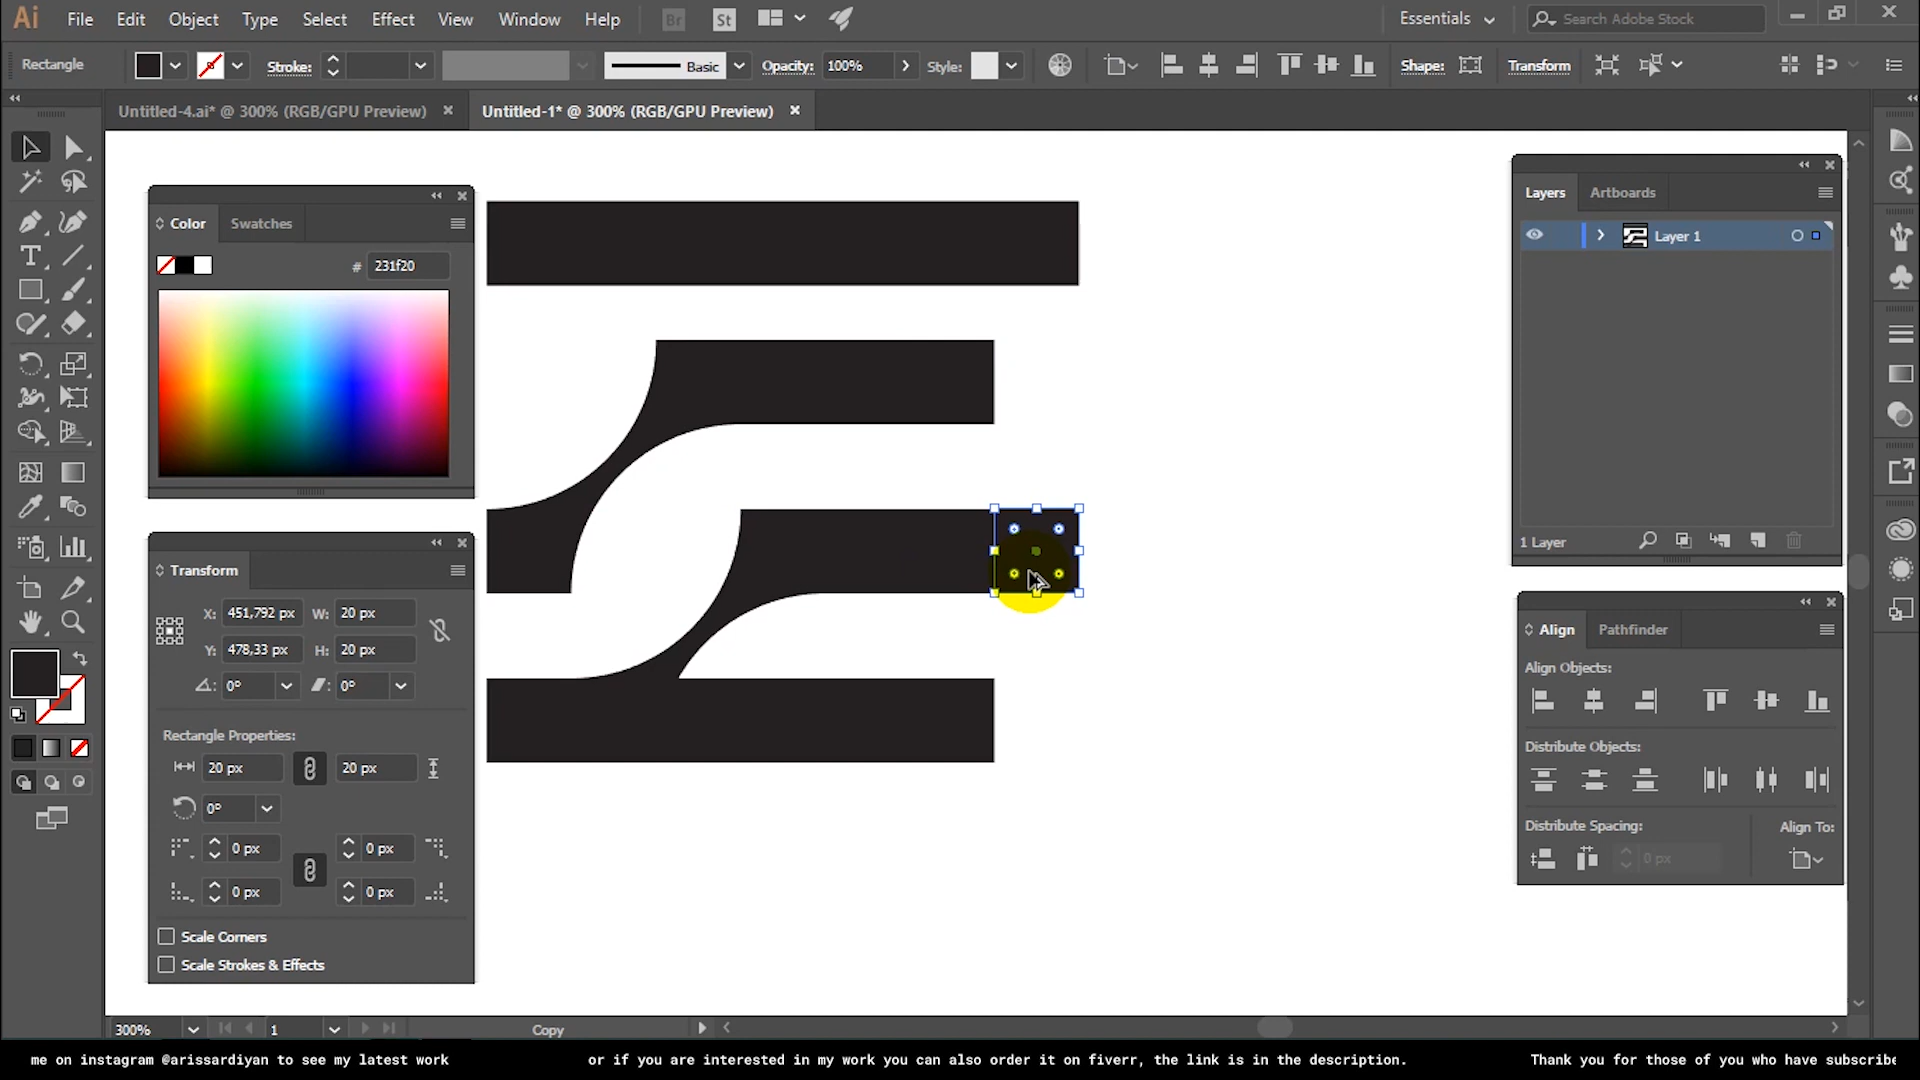 Ai File Edit Object Type Select Effect View Window Help Br St Essentials Search Adobe Stock
Rectangle Stroke: Basic Opacity: 100% Style: Shape: Transform
Untitled-4.ai* @ 300% (RGB/GPU Preview) Untitled-1* @ 300% (RGB/GPU Preview)
Color Swatches
# 231f20
Transform
X: 451,792 px W: 20 px
Y: 478,33 px H: 20 px
0° 0°
Rectangle Properties:
20 px 20 px
0°
0 px 0 px
0 px 0 px
Scale Corners
Scale Strokes & Effects
Layers Artboards
Layer 1
1 Layer
Align Pathfinder
Align Objects:
Distribute Objects:
Distribute Spacing: Align To:
0 px
300% 1 Copy
me on instagram @arissardiyan to see my latest work or if you are interested in my work you can also order it on fiverr, the link is in the description. Thank you for those of you who have subscribe